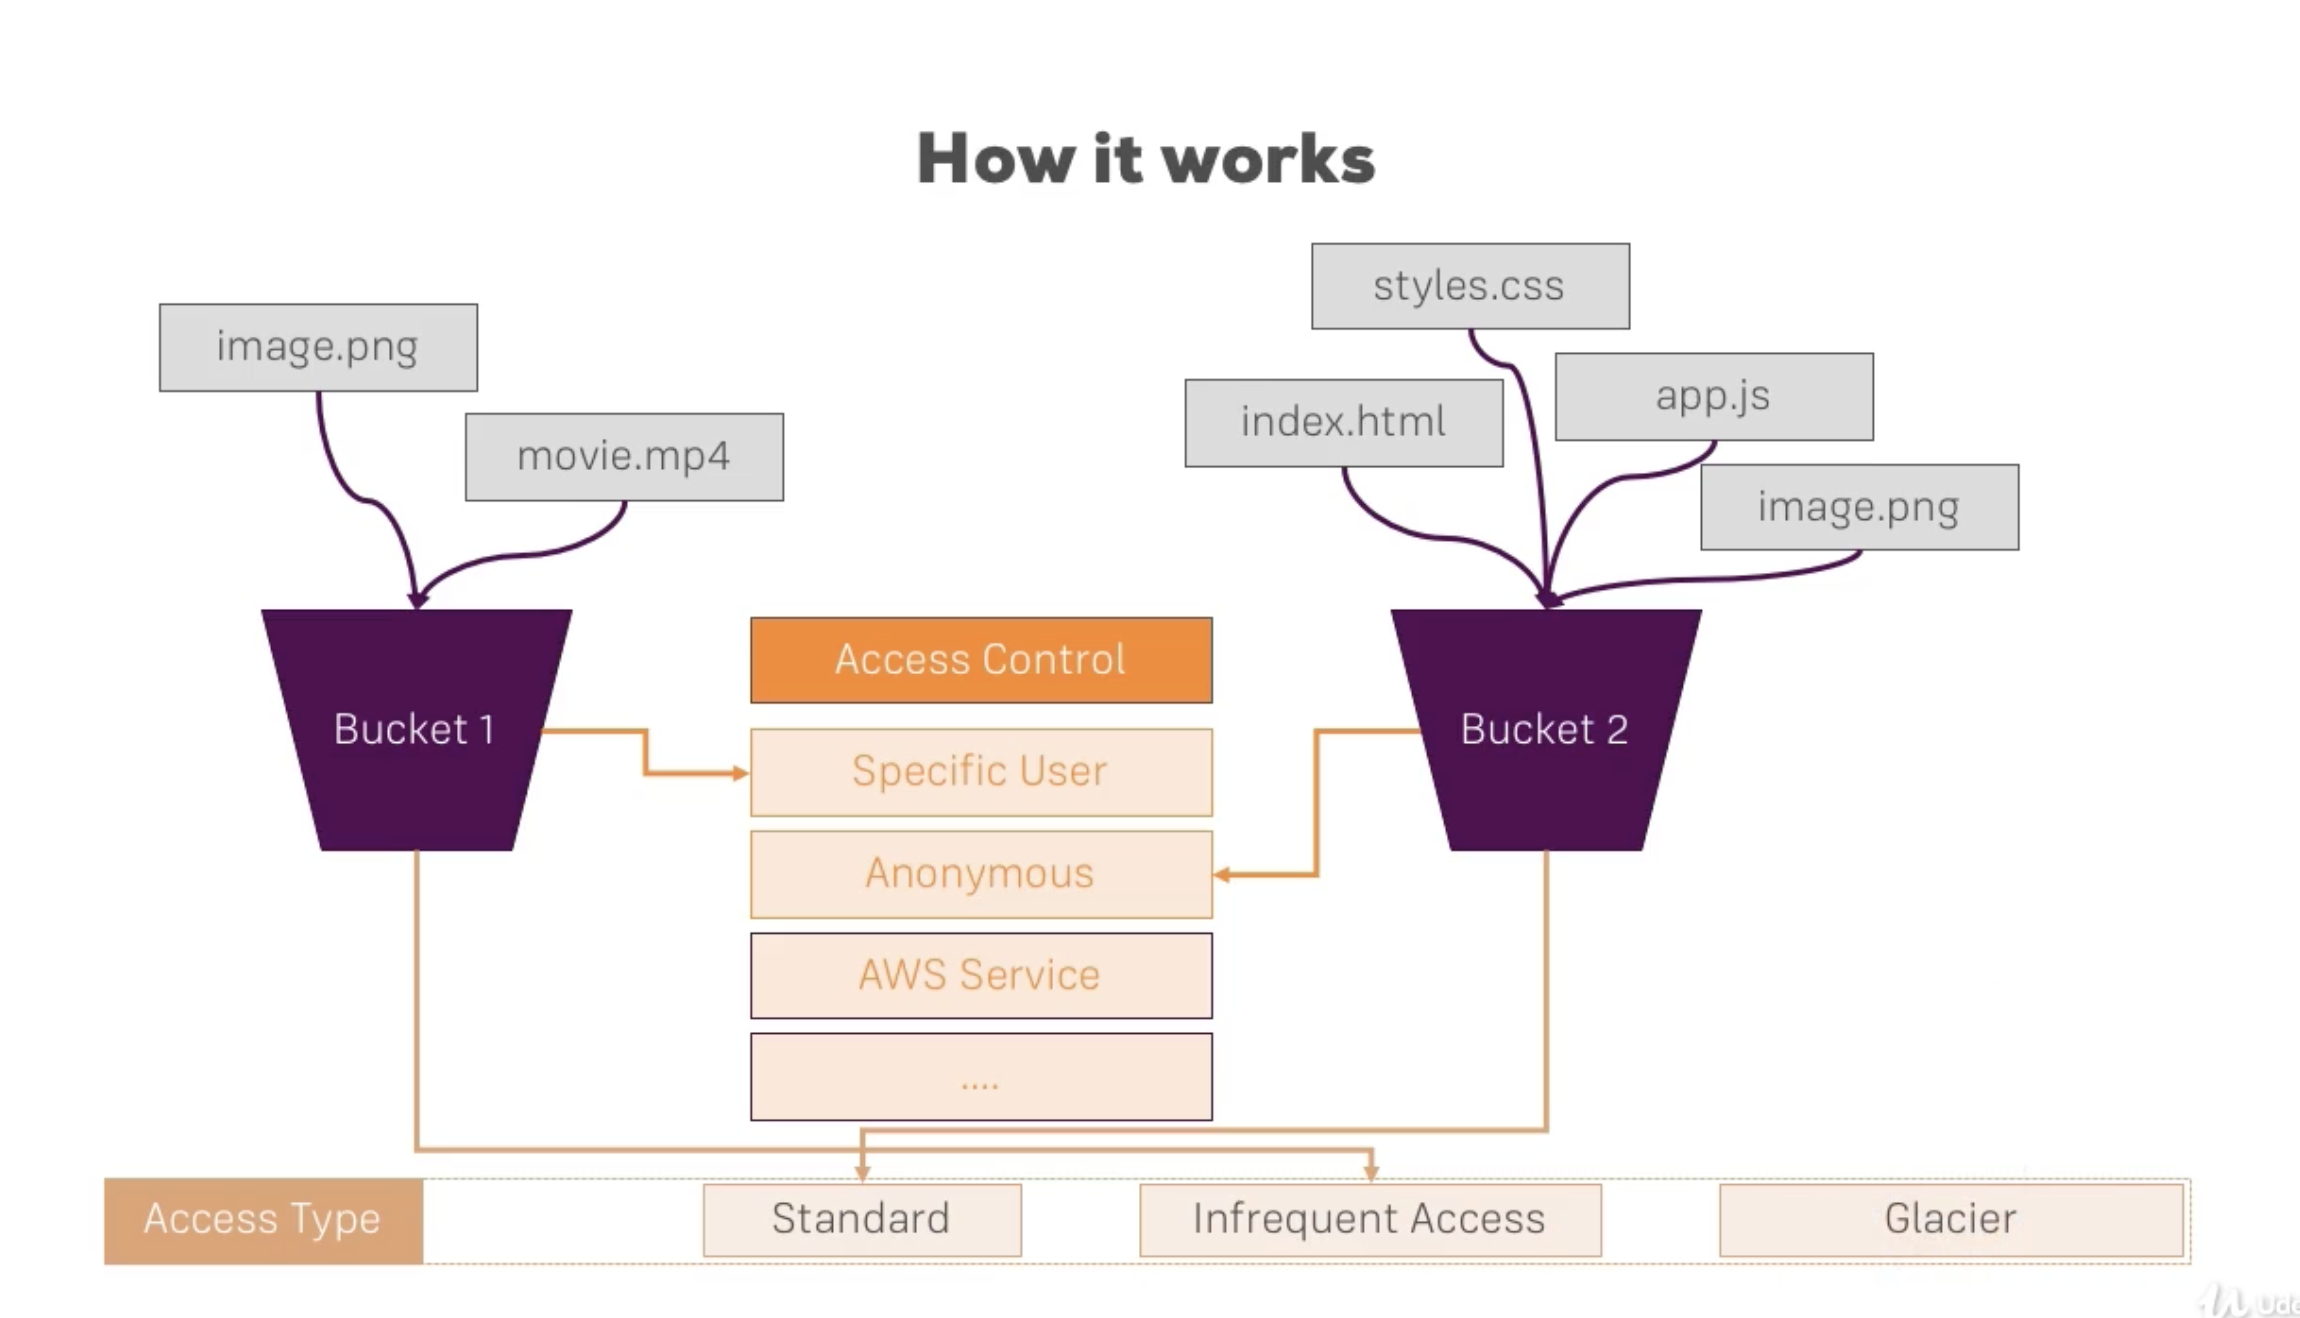 How it works
styles.css
image.png
app.js
index.html
movie.mp4
image.png
Access Control
Bucket 1
Bucket 2
Specific User
Anonymous
AWS Service
....
Access Type
Standard
Infrequent Access
Glacier